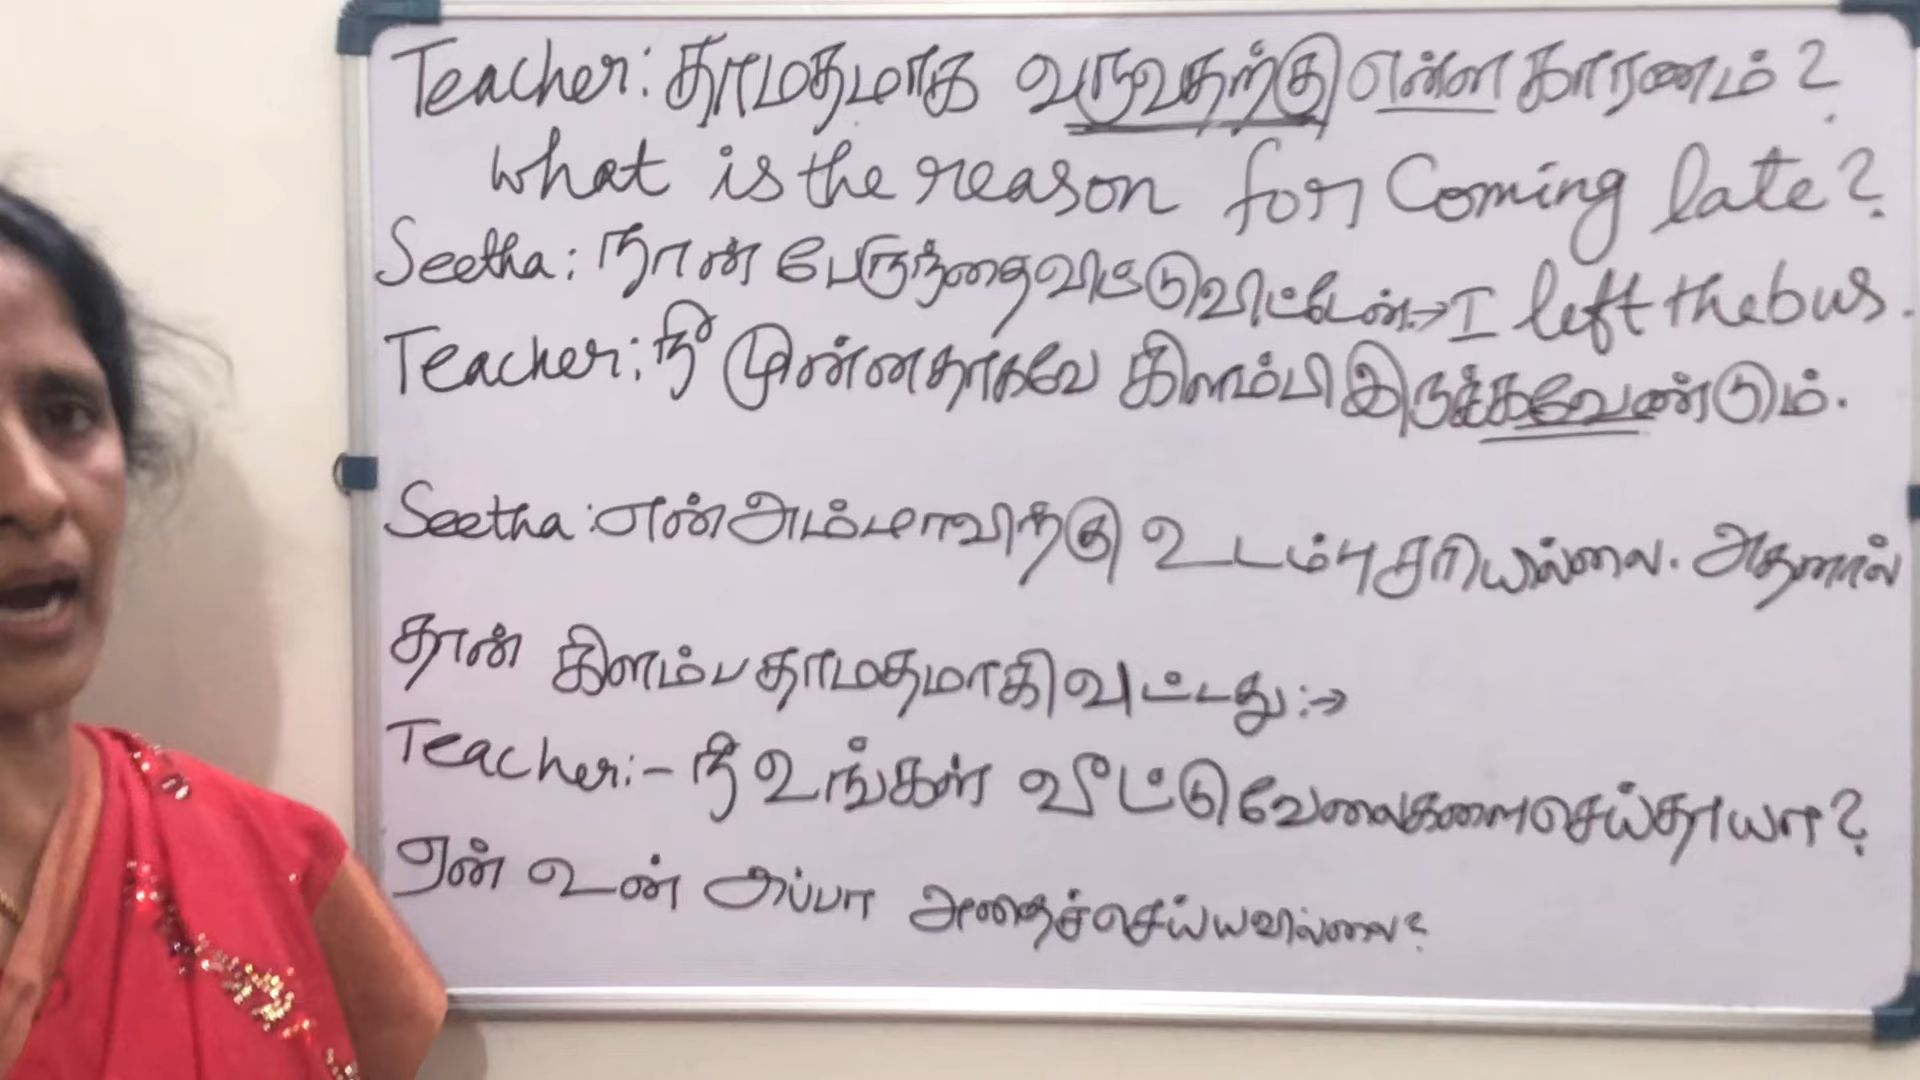 Teacher: தாமதமாக வருவதற்கு என்ன காரணம்?
What is the reason for Coming late?
Seetha: நான் பேருந்தை விட்டுவிட்டேன்:→ I left the bus.
Teacher: நீ முன்னதாகவே கிளம்பி இருக்கவேண்டும்.
Seetha: என் அம்மாவிற்கு உடம்பு சரியில்லை. அதனால்
தான் கிளம்ப தாமதமாகிவிட்டது:→
Teacher:- நீ உங்கள் வீட்டு வேலைகளை செய்தாயா?
ஏன் உன் அப்பா அதைச் செய்யவில்லை?